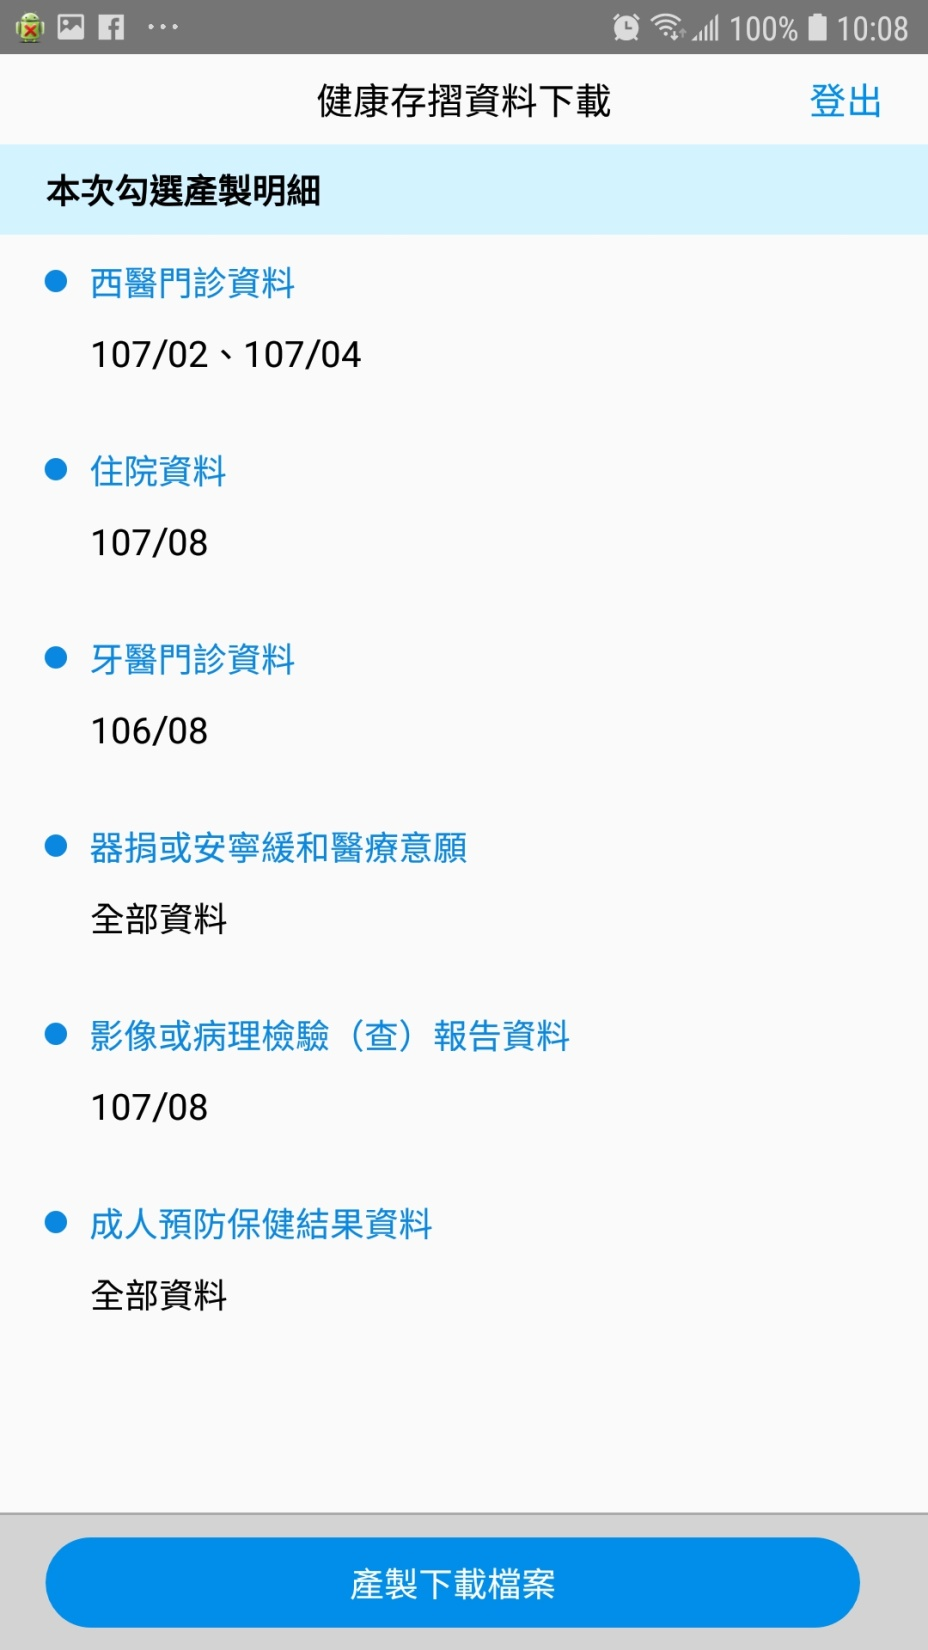 100% 10:08
健康存摺資料下載 登出
本次勾選產製明細
西醫門診資料
107/02、107/04
住院資料
107/08
牙醫門診資料
106/08
器捐或安寧緩和醫療意願
全部資料
影像或病理檢驗（查）報告資料
107/08
成人預防保健結果資料
全部資料
產製下載檔案